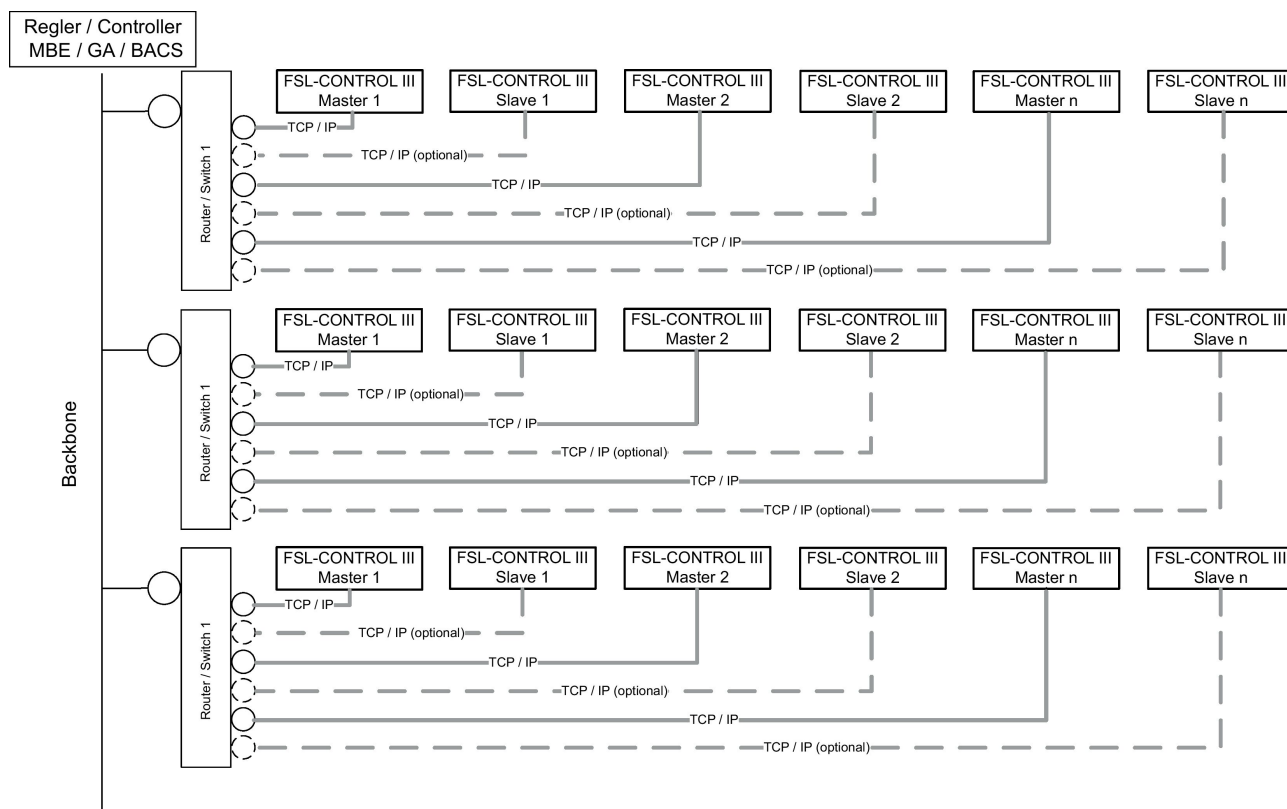 Regler / Controller
MBE / GA / BACS
FSL-CONTROL III
Master 1
FSL-CONTROL III
Slave 1
FSL-CONTROL III
Master 2
FSL-CONTROL III
Slave 2
FSL-CONTROL III
Master n
FSL-CONTROL III
Slave n
Router / Switch 1
TCP / IP
TCP / IP (optional)
TCP / IP
TCP / IP (optional)
TCP / IP
TCP / IP (optional)
Backbone
FSL-CONTROL III
Master 1
FSL-CONTROL III
Slave 1
FSL-CONTROL III
Master 2
FSL-CONTROL III
Slave 2
FSL-CONTROL III
Master n
FSL-CONTROL III
Slave n
Router / Switch 1
TCP / IP
TCP / IP (optional)
TCP / IP
TCP / IP (optional)
TCP / IP
TCP / IP (optional)
FSL-CONTROL III
Master 1
FSL-CONTROL III
Slave 1
FSL-CONTROL III
Master 2
FSL-CONTROL III
Slave 2
FSL-CONTROL III
Master n
FSL-CONTROL III
Slave n
Router / Switch 1
TCP / IP
TCP / IP (optional)
TCP / IP
TCP / IP (optional)
TCP / IP
TCP / IP (optional)